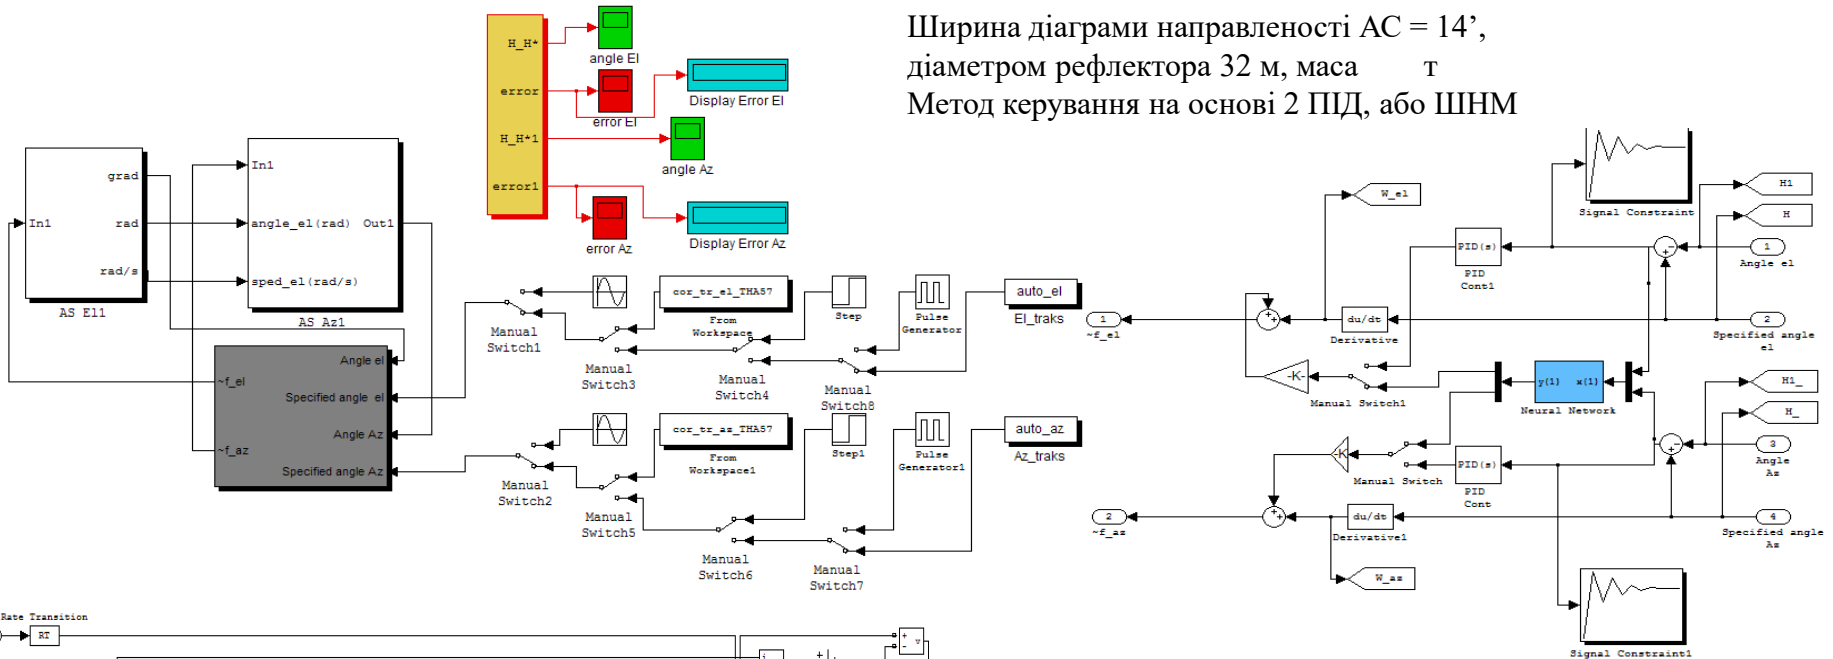 Ширина діаграми направленості АС = 14’,
діаметром рефлектора 32 м, маса т
Метод керування на основі 2 ПІД, або ШНМ
H_H*
error
H_H*1
error1
angle El
error El
Display Error El
angle Az
error Az
Display Error Az
In1
grad
rad
rad/s
AS El1
In1
angle_el(rad)
sped_el(rad/s)
Out1
AS Az1
Angle el
Specified angle el
Angle Az
Specified angle Az
~f_el
~f_az
Manual
Switch1
Manual
Switch3
cor_tr_el_THA57
From
Workspace
Manual
Switch4
Step
Manual
Switch8
Pulse
Generator
auto_el
El_traks
Manual
Switch2
Manual
Switch5
cor_tr_az_THA57
From
Workspace1
Manual
Switch6
Step1
Manual
Switch7
Pulse
Generator1
auto_az
Az_traks
W_el
Signal Constraint
H1
H
1
Angle el
PID(s)
PID
Cont1
1
~f_el
du/dt
Derivative
2
Specified angle
el
-K-
Manual Switch1
y(1) x(1)
Neural Network
H1_
H_
3
Angle
Az
-K-
Manual Switch
PID(s)
PID
Cont
2
~f_az
du/dt
Derivative1
4
Specified angle
Az
W_az
Signal Constraint1
Rate Transition
RT
+
-
v
i
+